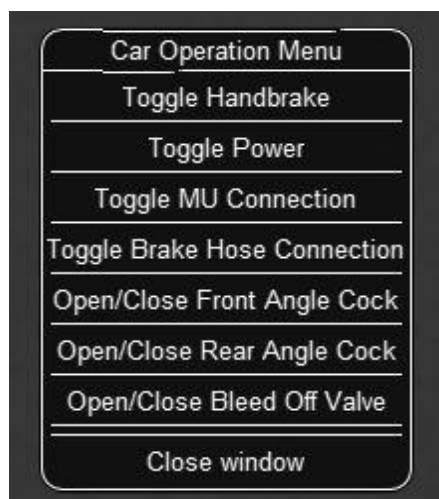 Car Operation Menu
Toggle Handbrake
Toggle Power
Toggle MU Connection
Toggle Brake Hose Connection
Open/Close Front Angle Cock
Open/Close Rear Angle Cock
Open/Close Bleed Off Valve
Close window